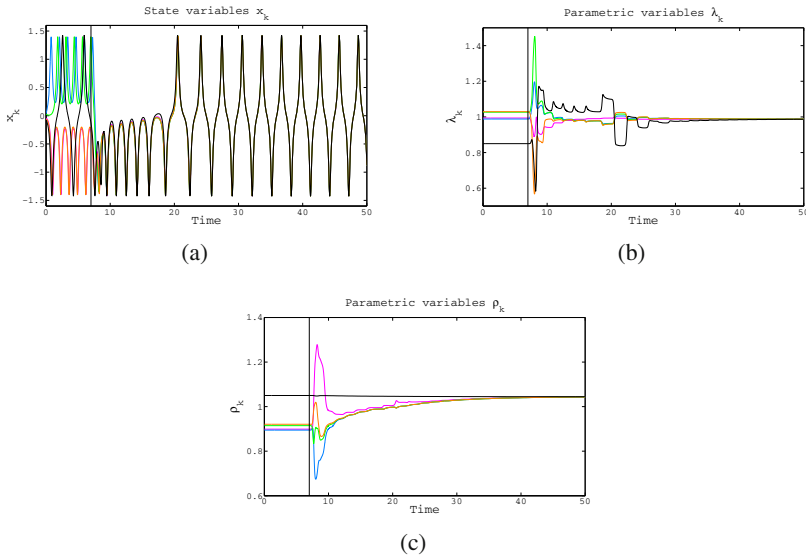 State variables x_k
x_k
1.5
1
0.5
0
−0.5
−1
−1.5
0 10 20 30 40 50
Time
(a)
Parametric variables λ_k
λ_k
1.4
1.2
1
0.8
0.6
0 10 20 30 40 50
Time
(b)
Parametric variables ρ_k
ρ_k
1.4
1.2
1
0.8
0.6
0 10 20 30 40 50
Time
(c)